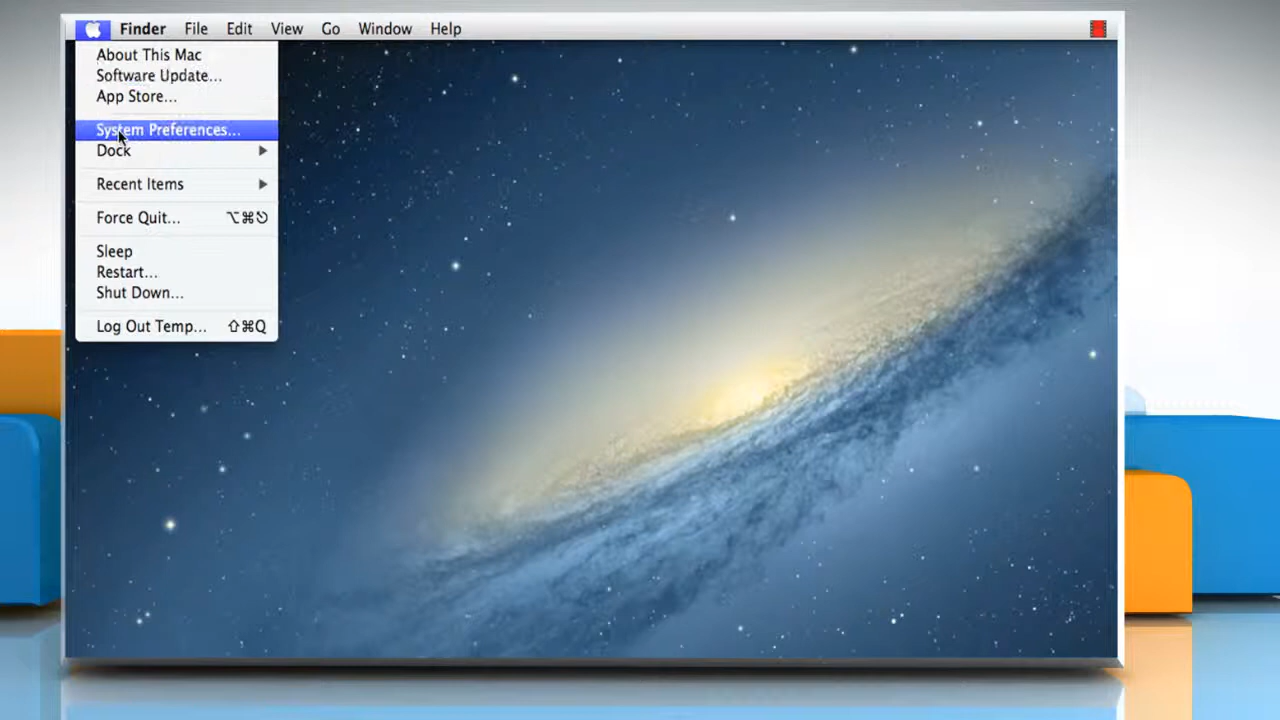 Finder File Edit View Go Window Help
About This Mac
Software Update...
App Store...
System Preferences...
Dock
Recent Items
Force Quit... ⌥⌘⎋
Sleep
Restart...
Shut Down...
Log Out Temp... ⇧⌘Q